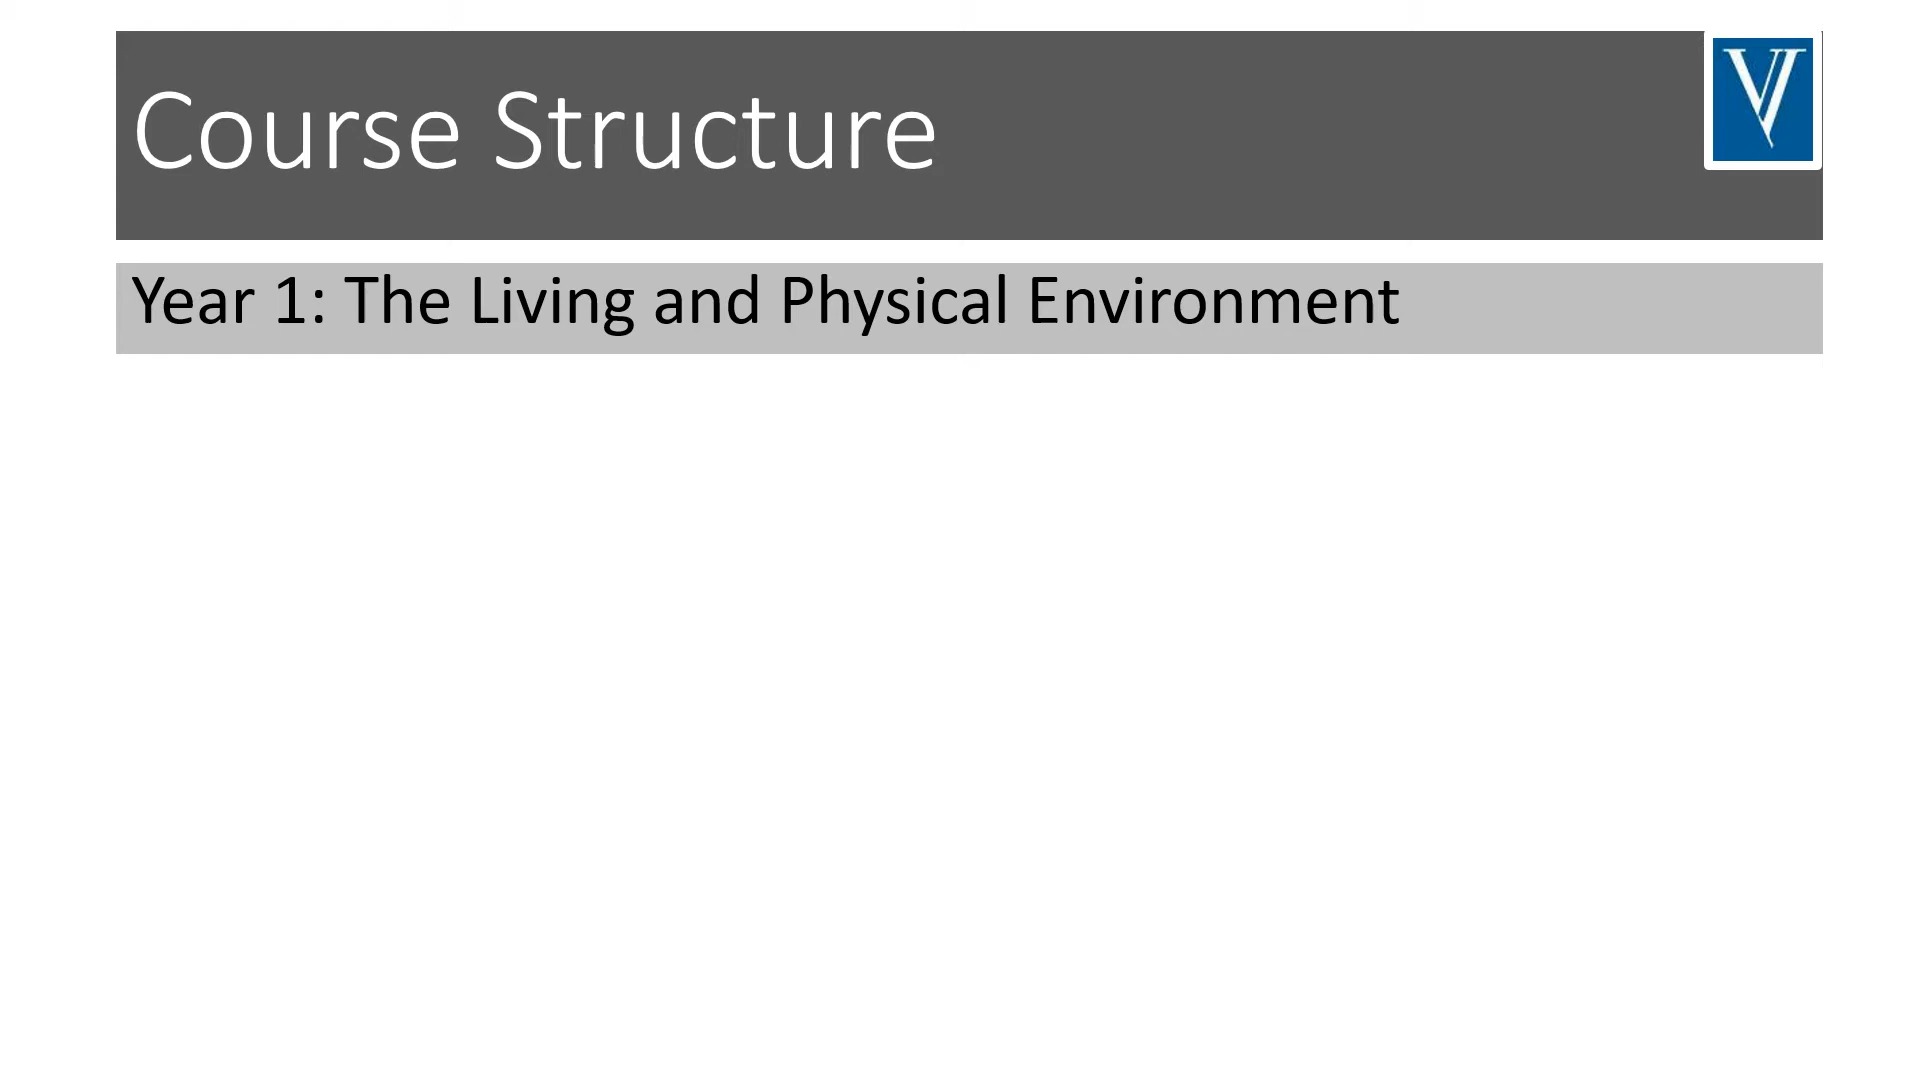 Course Structure
V
Year 1: The Living and Physical Environment